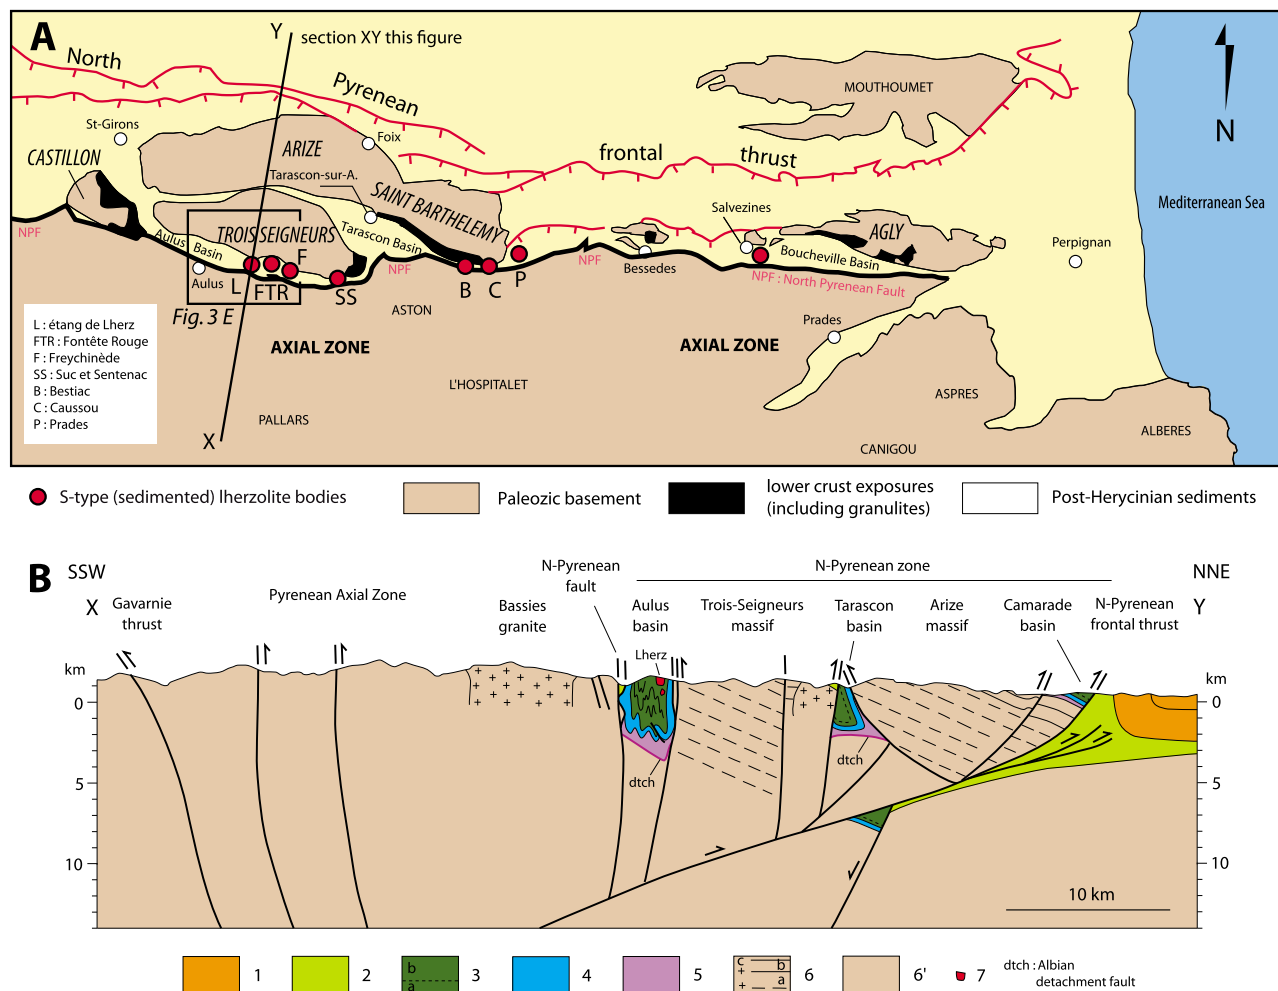 A
Y
section XY this figure
North
Pyrenean
frontal
thrust
MOUTHOUMET
N
St-Girons
Foix
CASTILLON
ARIZE
Tarascon-sur-A.
SAINT BARTHELEMY
Mediterranean Sea
Salvezines
NPF
Aulus Basin
TROIS SEIGNEURS
Tarascon Basin
AGLY
Perpignan
Boucheville Basin
Bessedes
Aulus
L
FTR
F
SS
NPF
B
C
P
NPF
NPF : North Pyrenean Fault
Fig. 3 E
ASTON
Prades
AXIAL ZONE
AXIAL ZONE
L : étang de Lherz
FTR : Fontête Rouge
F : Freychinède
SS : Suc et Sentenac
B : Bestiac
C : Caussou
P : Prades
L'HOSPITALET
ASPRES
PALLARS
X
CANIGOU
ALBERES
S-type (sedimented) lherzolite bodies
Paleozic basement
lower crust exposures
(including granulites)
Post-Herycinian sediments
B
SSW
X
Gavarnie
thrust
Pyrenean Axial Zone
Bassies
granite
N-Pyrenean
fault
N-Pyrenean zone
Aulus
basin
Trois-Seigneurs
massif
Tarascon
basin
Arize
massif
Camarade
basin
N-Pyrenean
frontal thrust
NNE
Y
Lherz
km
0
5
10
km
0
5
10
dtch
dtch
10 km
1
2
b
a
3
4
5
c
b
a
6
6'
7
dtch : Albian
detachment fault